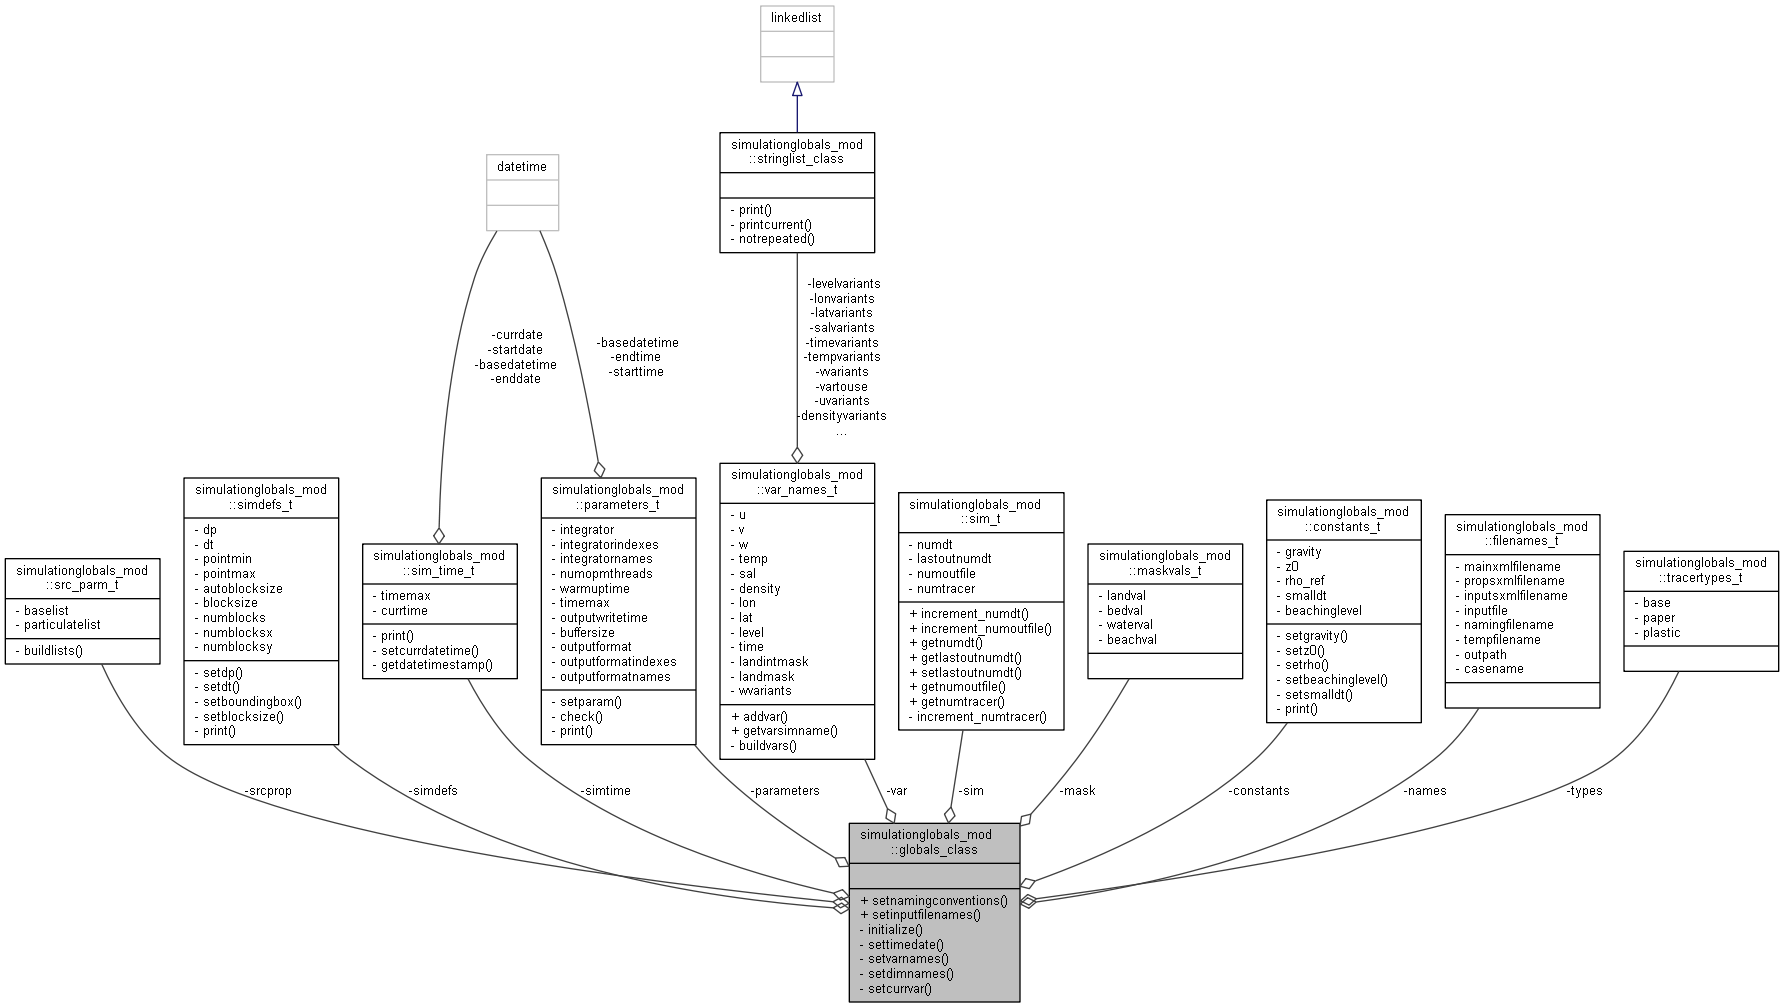 linkedlist
simulationglobals_mod
::stringlist_class
- print()
- printcurrent()
- notrepeated()
datetime
-levelvariants
-lonvariants
-latvariants
-salvariants
-timevariants
-tempvariants
-vvariants
-vartouse
-uvariants
-densityvariants
...
-currdate
-startdate
-basedatetime
-enddate
-basedatetime
-endtime
-starttime
simulationglobals_mod
::src_parm_t
- baselist
- particulatelist
- buildlists()
simulationglobals_mod
::simdefs_t
- dp
- dt
- pointmin
- pointmax
- autoblocksize
- blocksize
- numblocks
- numblocksx
- numblocksy
- setdp()
- setdt()
- setboundingbox()
- setblocksize()
- print()
simulationglobals_mod
::sim_time_t
- timemax
- currtime
- print()
- setcurrdatetime()
- getdatetimestamp()
simulationglobals_mod
::parameters_t
- integrator
- integratorindexes
- integratornames
- numopmthreads
- warmuptime
- timemax
- outputwritetime
- buffersize
- outputformat
- outputformatindexes
- outputformatnames
- setparam()
- check()
- print()
simulationglobals_mod
::var_names_t
- u
- v
- w
- temp
- sal
- density
- lon
- lat
- level
- time
- landintmask
- landmask
- wvariants
+ addvar()
+ getvarsimname()
- buildvars()
simulationglobals_mod
::sim_t
- numdt
- lastoutnumdt
- numoutfile
- numtracer
+ increment_numdt()
+ increment_numoutfile()
+ getnumdt()
+ getlastoutnumdt()
+ setlastoutnumdt()
+ getnumoutfile()
+ getnumtracer()
- increment_numtracer()
simulationglobals_mod
::maskvals_t
- landval
- bedval
- waterval
- beachval
simulationglobals_mod
::constants_t
- gravity
- z0
- rho_ref
- smalldt
- beachinglevel
- setgravity()
- setz0()
- setrho()
- setbeachinglevel()
- setsmalldt()
- print()
simulationglobals_mod
::filenames_t
- mainxmlfilename
- propsxmlfilename
- inputsxmlfilename
- inputfile
- namingfilename
- tempfilename
- outpath
- casename
simulationglobals_mod
::tracertypes_t
- base
- paper
- plastic
-srcprop
-simdefs
-simtime
-parameters
-var
-sim
-mask
-constants
-names
-types
simulationglobals_mod
::globals_class
+ setnamingconventions()
+ setinputfilenames()
- initialize()
- settimedate()
- setvarnames()
- setdimnames()
- setcurrvar()